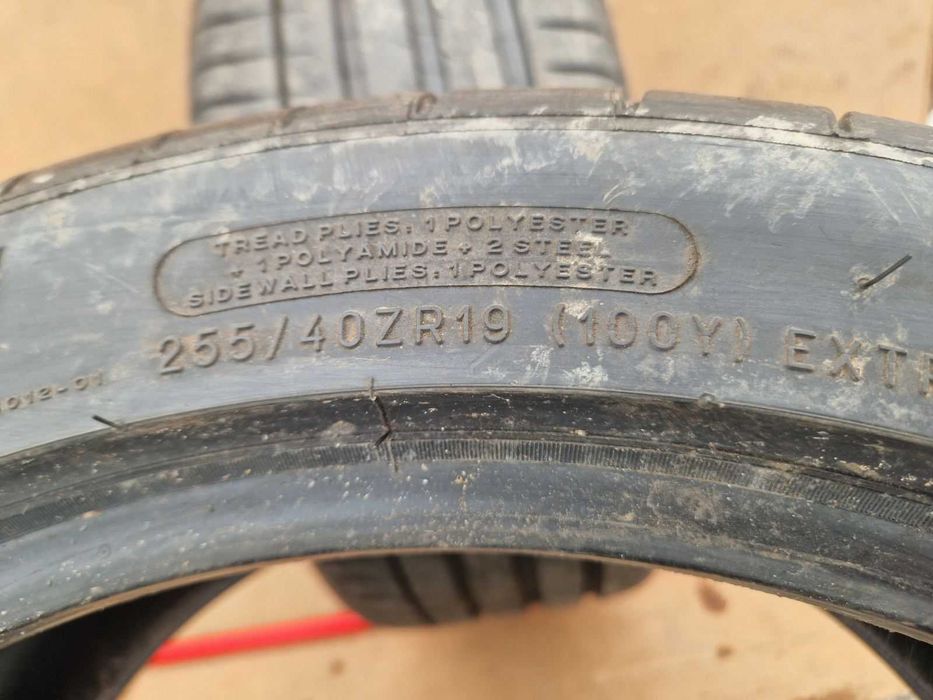 TREAD PLIES: 1 POLYESTER
+ 1 POLYAMIDE + 2 STEEL
SIDEWALL PLIES: 1 POLYESTER
255/40ZR19 (100Y) EXTR